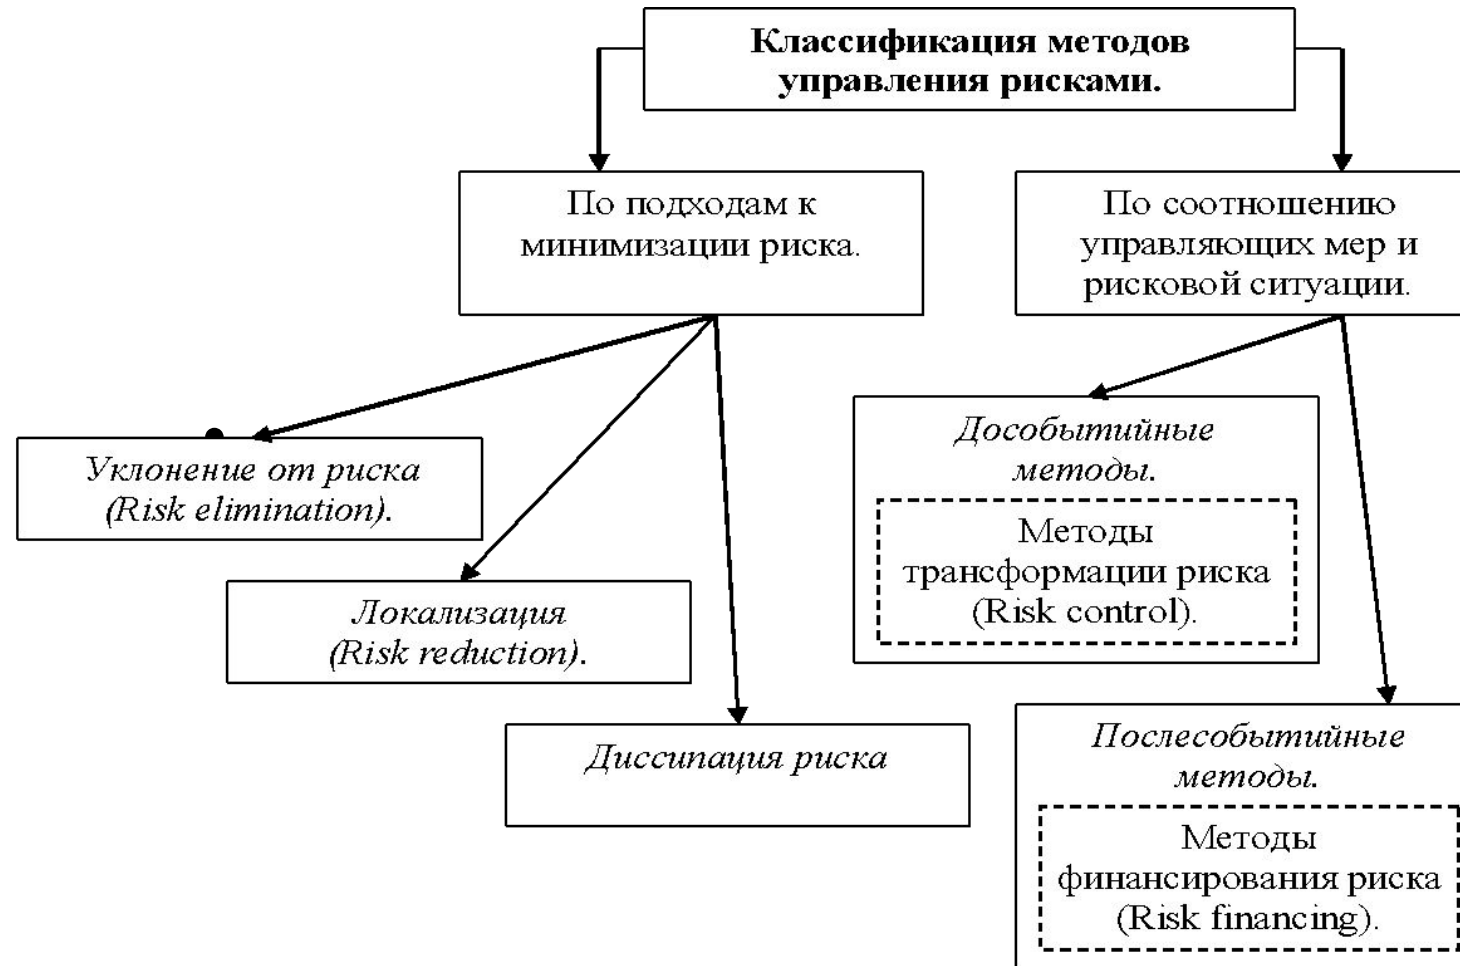 Классификация методов
управления рисками.
По подходам к
минимизации риска.
По соотношению
управляющих мер и
рисковой ситуации.
Уклонение от риска
(Risk elimination).
Локализация
(Risk reduction).
Диссипация риска
Дособытийные
методы.
Методы
трансформации риска
(Risk control).
Послесобытийные
методы.
Методы
финансирования риска
(Risk financing).